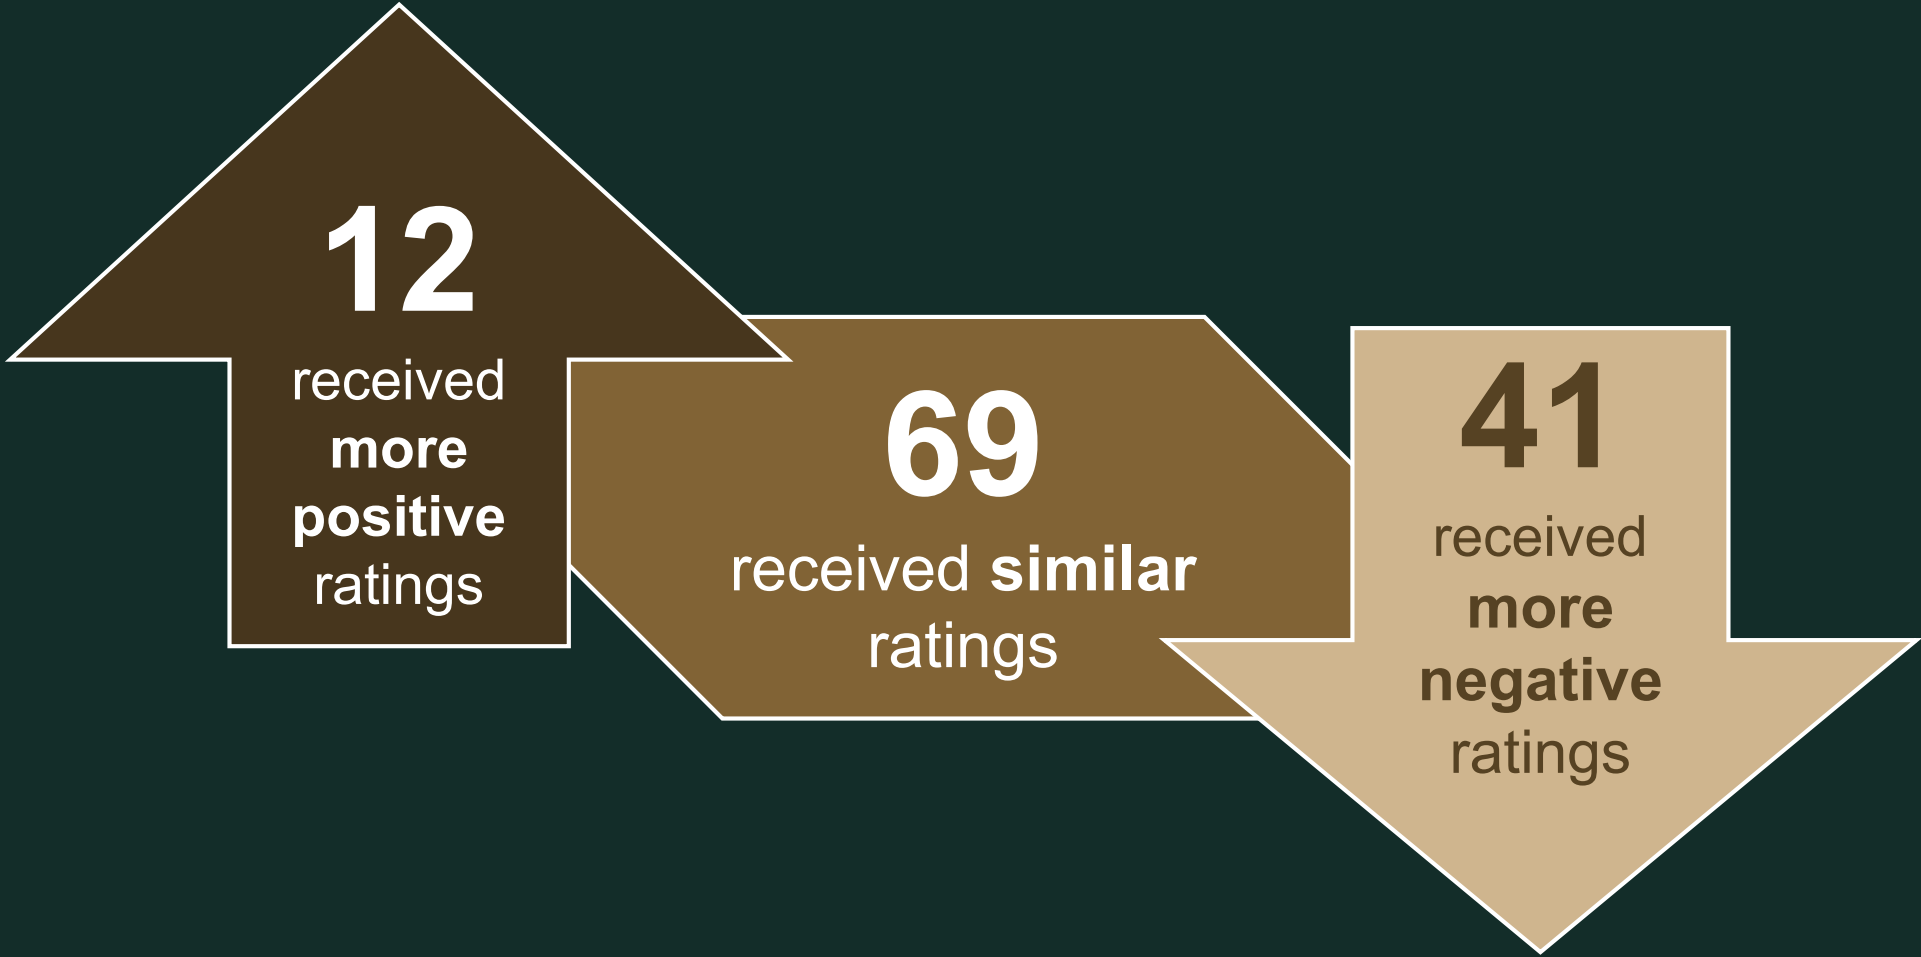 12
received
more
positive
ratings
69
received similar
ratings
41
received
more
negative
ratings